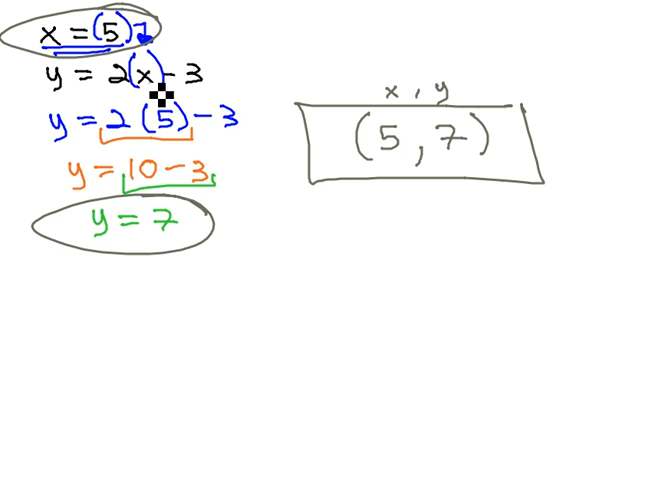 x = (5)
y = 2(x) - 3
y = 2(5) - 3
y = 10 - 3
y = 7
x , y
(5, 7)